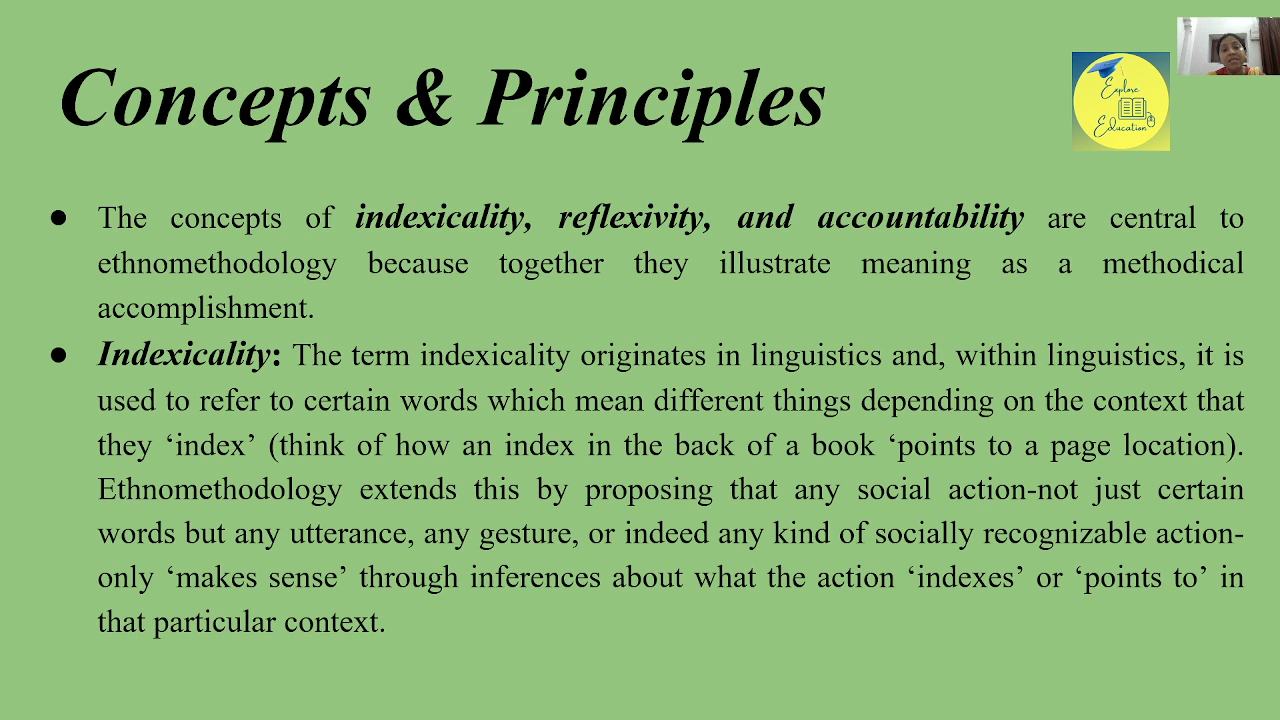 Concepts & Principles
Explore
Education
● The concepts of indexicality, reflexivity, and accountability are central to
ethnomethodology because together they illustrate meaning as a methodical
accomplishment.
● Indexicality: The term indexicality originates in linguistics and, within linguistics, it is
used to refer to certain words which mean different things depending on the context that
they ‘index’ (think of how an index in the back of a book ‘points to a page location).
Ethnomethodology extends this by proposing that any social action-not just certain
words but any utterance, any gesture, or indeed any kind of socially recognizable action-
only ‘makes sense’ through inferences about what the action ‘indexes’ or ‘points to’ in
that particular context.